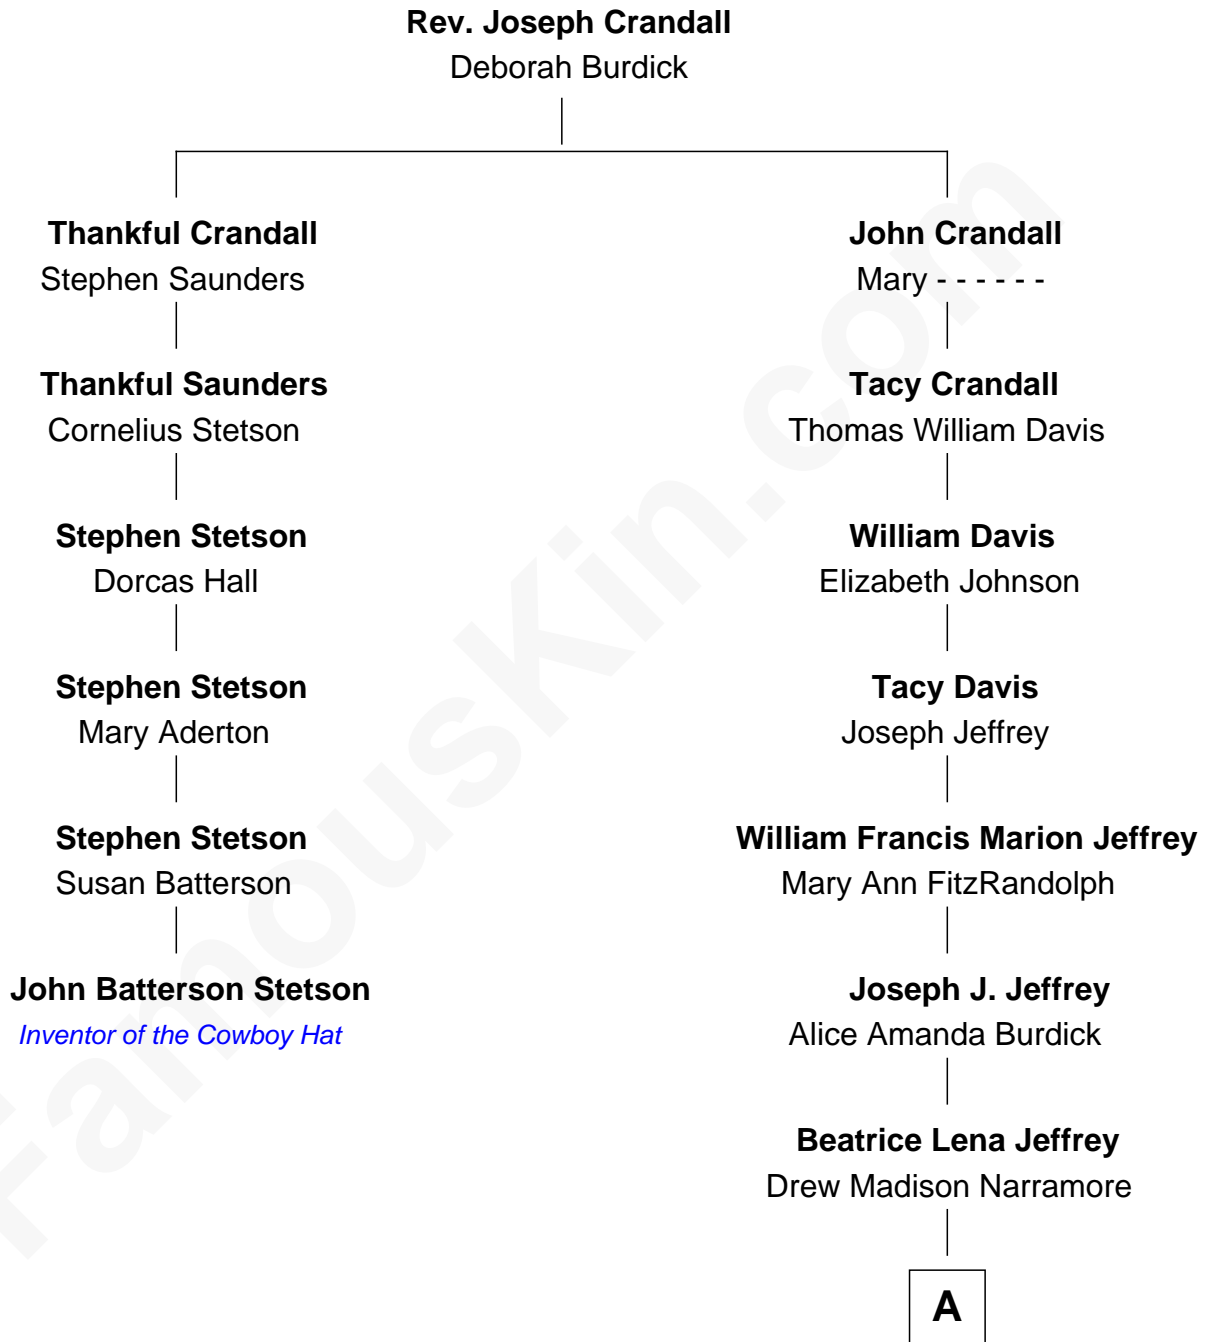 Rev. Joseph Crandall
Deborah Burdick
Thankful Crandall
Stephen Saunders
Thankful Saunders
Cornelius Stetson
Stephen Stetson
Dorcas Hall
Stephen Stetson
Mary Aderton
Stephen Stetson
Susan Batterson
John Batterson Stetson
Inventor of the Cowboy Hat
John Crandall
Mary - - - - - -
Tacy Crandall
Thomas William Davis
William Davis
Elizabeth Johnson
Tacy Davis
Joseph Jeffrey
William Francis Marion Jeffrey
Mary Ann FitzRandolph
Joseph J. Jeffrey
Alice Amanda Burdick
Beatrice Lena Jeffrey
Drew Madison Narramore
A
FamousKin.com